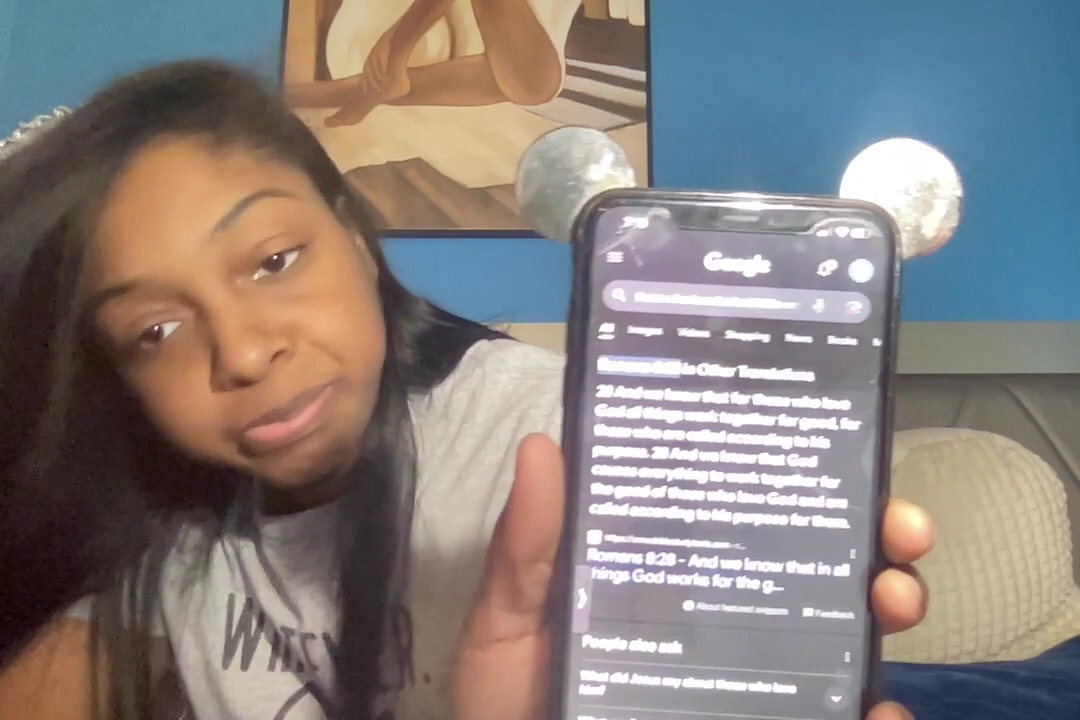 Google
All Images Videos Shopping News Books
Romans 8:28 in Other Translations
28 And we know that for those who love
God all things work together for good, for
those who are called according to his
purpose. 28 And we know that God
causes everything to work together for
the good of those who love God and are
called according to his purpose for them.
Romans 8:28 - And we know that in all
things God works for the g...
About featured snippets Feedback
People also ask
What did Jesus say about those who love
him?